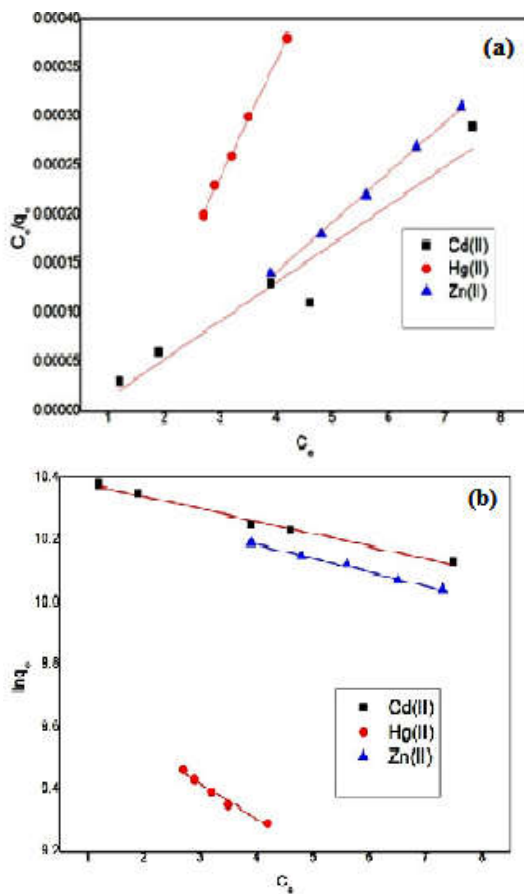 (a)
0.00040
0.00035
0.00030
0.00025
0.00020
0.00015
0.00010
0.00005
0.00000
Ce/qe
Cd(II)
Hg(II)
Zn(II)
1 2 3 4 5 6 7 8
Ce
(b)
10.4
10.2
10.0
9.8
9.6
9.4
9.2
lnqe
Cd(II)
Hg(II)
Zn(II)
1 2 3 4 5 6 7 8
Ce